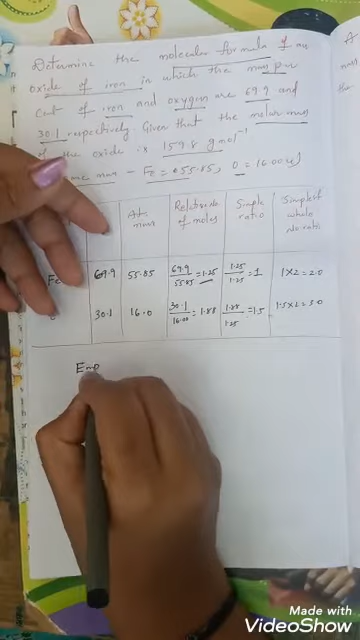 Determine the molecular formula of an
oxide of iron in which the mass per
cent of iron and oxygen are 69.9 and
30.1 respectively. Given that the molar mass
of the oxide is 159.8 g mol⁻¹
mass - Fe = 55.85, O = 16.00 u)
At. mass Relative no of moles Simple ratio Simplest whole No ratio
Fe 69.9 55.85 69.9/55.85 = 1.25 1.25/1.25 = 1 1 x 2 = 2.0
30.1 16.0 30.1/16.00 = 1.88 1.88/1.25 = 1.5 1.5 x 2 = 3.0
Emp
A
mass
the
Made with
VideoShow